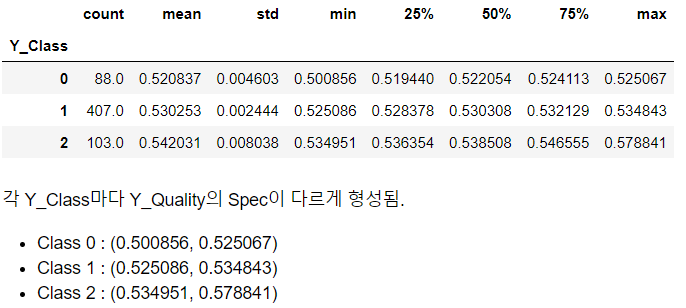 count mean std min 25% 50% 75% max
Y_Class
0 88.0 0.520837 0.004603 0.500856 0.519440 0.522054 0.524113 0.525067
1 407.0 0.530253 0.002444 0.525086 0.528378 0.530308 0.532129 0.534843
2 103.0 0.542031 0.008038 0.534951 0.536354 0.538508 0.546555 0.578841
각 Y_Class마다 Y_Quality의 Spec이 다르게 형성됨.
• Class 0 : (0.500856, 0.525067)
• Class 1 : (0.525086, 0.534843)
• Class 2 : (0.534951, 0.578841)